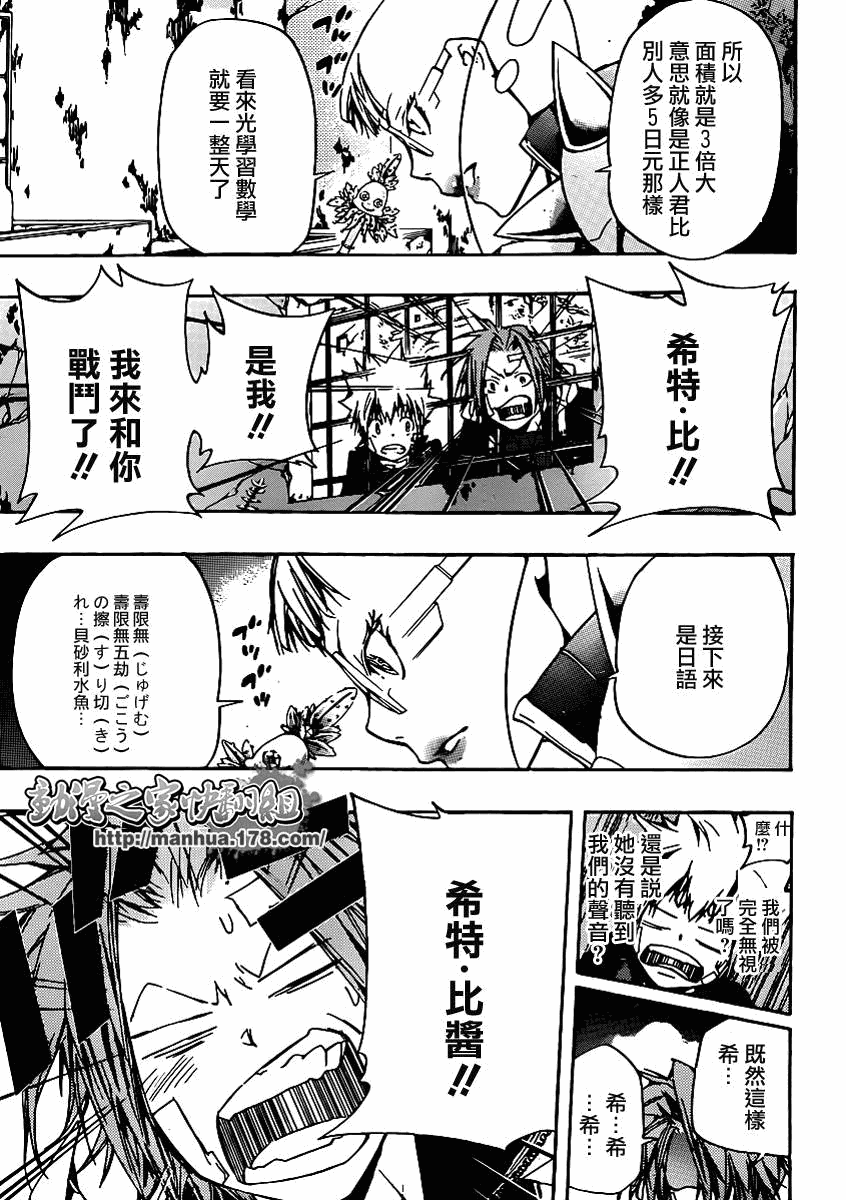 所以
面積就是3倍大
意思就像是正人君比
別人多5日元那樣
看來光學習數學
就要一整天了
希特·比!!
是我!!
我來和你
戰鬥了!!
接下來
是日語
壽限無(じゅげむ)
壽限無五劫(ごこう)
の擦(す)り切(き)
れ…貝砂利水魚…
什
麼!?
我們被
完全無視
了嗎?
還是說
她沒有聽到
我們的聲音?
既然這樣
希…
希…希
…希…
希特·比醬!!
動漫之家快翻組
http://manhua.178.com/